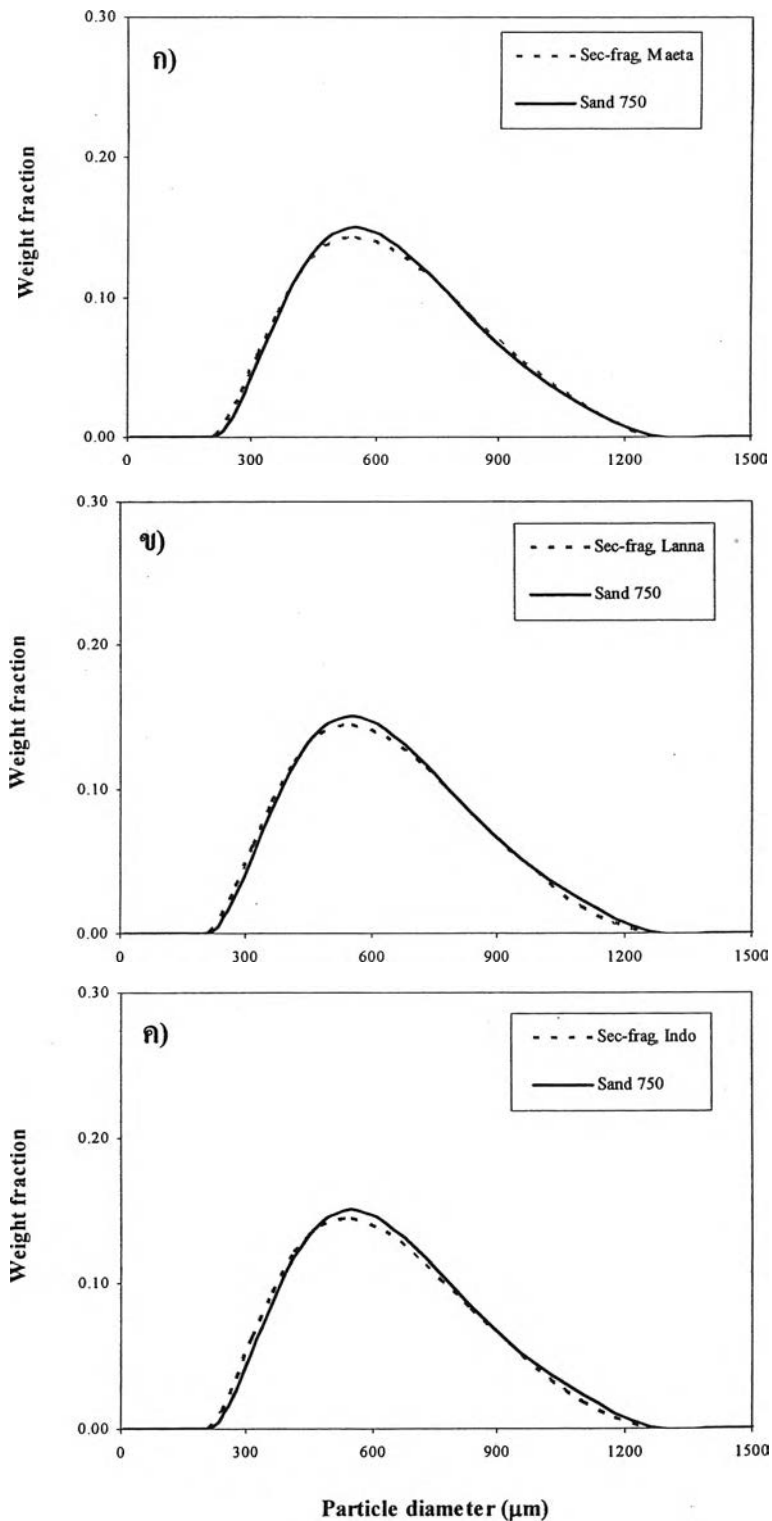 0.30
ก)
Sec-frag, Maeta
Sand 750
0.20
Weight fraction
0.10
0.00
0
300
600
900
1200
1500
0.30
ข)
Sec-frag, Lanna
Sand 750
0.20
Weight fraction
0.10
0.00
0
300
600
900
1200
1500
0.30
ค)
Sec-frag, Indo
Sand 750
0.20
Weight fraction
0.10
0.00
0
300
600
900
1200
1500
Particle diameter (μm)